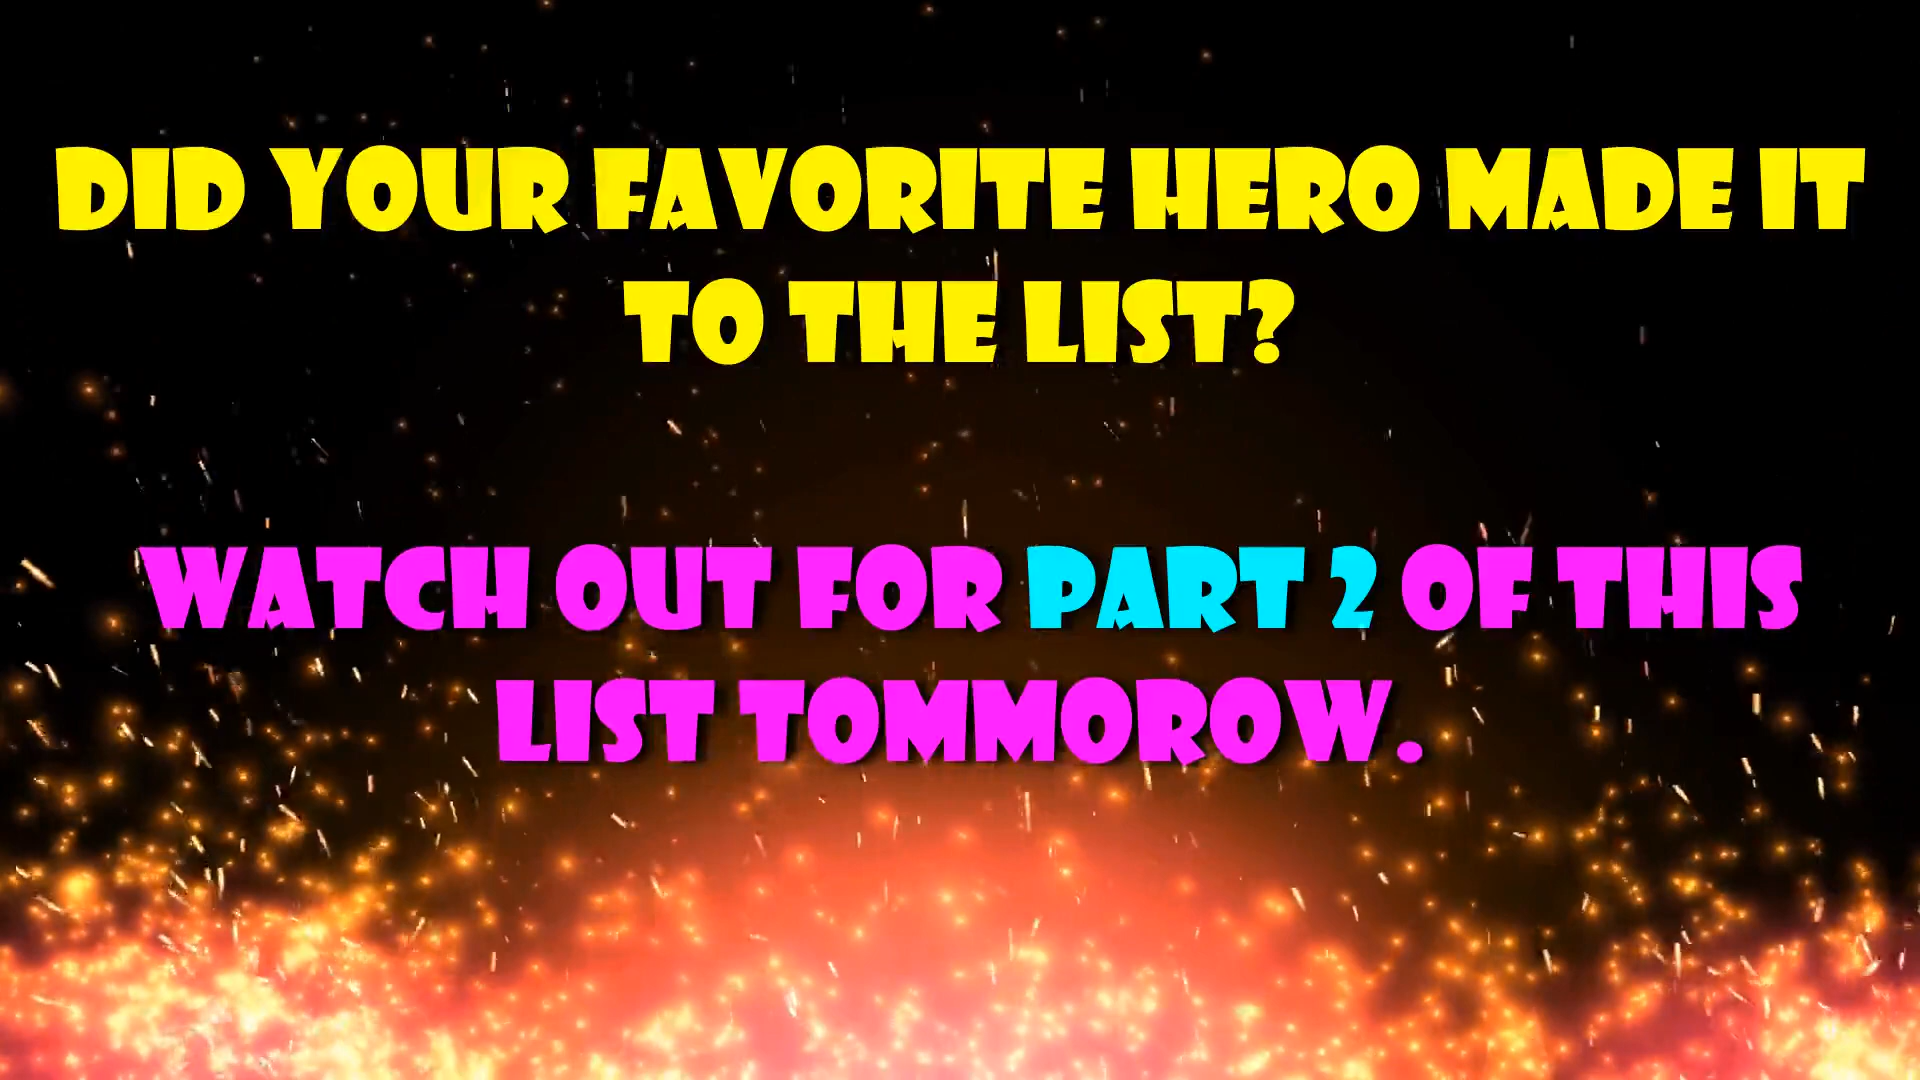 DID YOUR FAVORITE HERO MADE IT
TO THE LIST?
WATCH OUT FOR PART 2 OF THIS
LIST TOMMOROW.